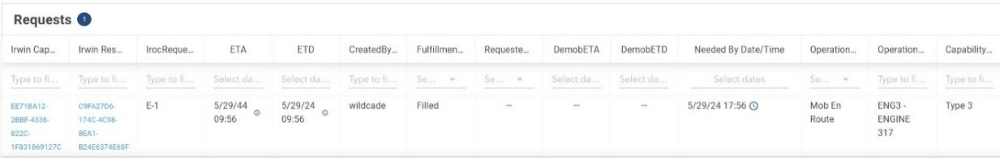 Requests 1
Irwin Cap... Irwin Res... IrocReque... ETA ETD CreatedBy... Fulfillmen... Requeste... DemobETA DemobETD Needed By Date/Time Operation... Operation... Capability...
Type to fi... Type to fi... Type to fi... Select da... Select da... Type to fi... Se... Se... Select da... Select da... Select dates Se... Type to fi... Type to fi...
EE71BA12- C9FA27D6- E-1 5/29/44 5/29/24 wildcade Filled — — — 5/29/24 17:56 Mob En ENG3 - Type 3
2BBF-4336- 174C-4C98- 09:56 09:56 Route ENGINE
822C- 8EA1- 317
1F831869127C B24E6374E68F